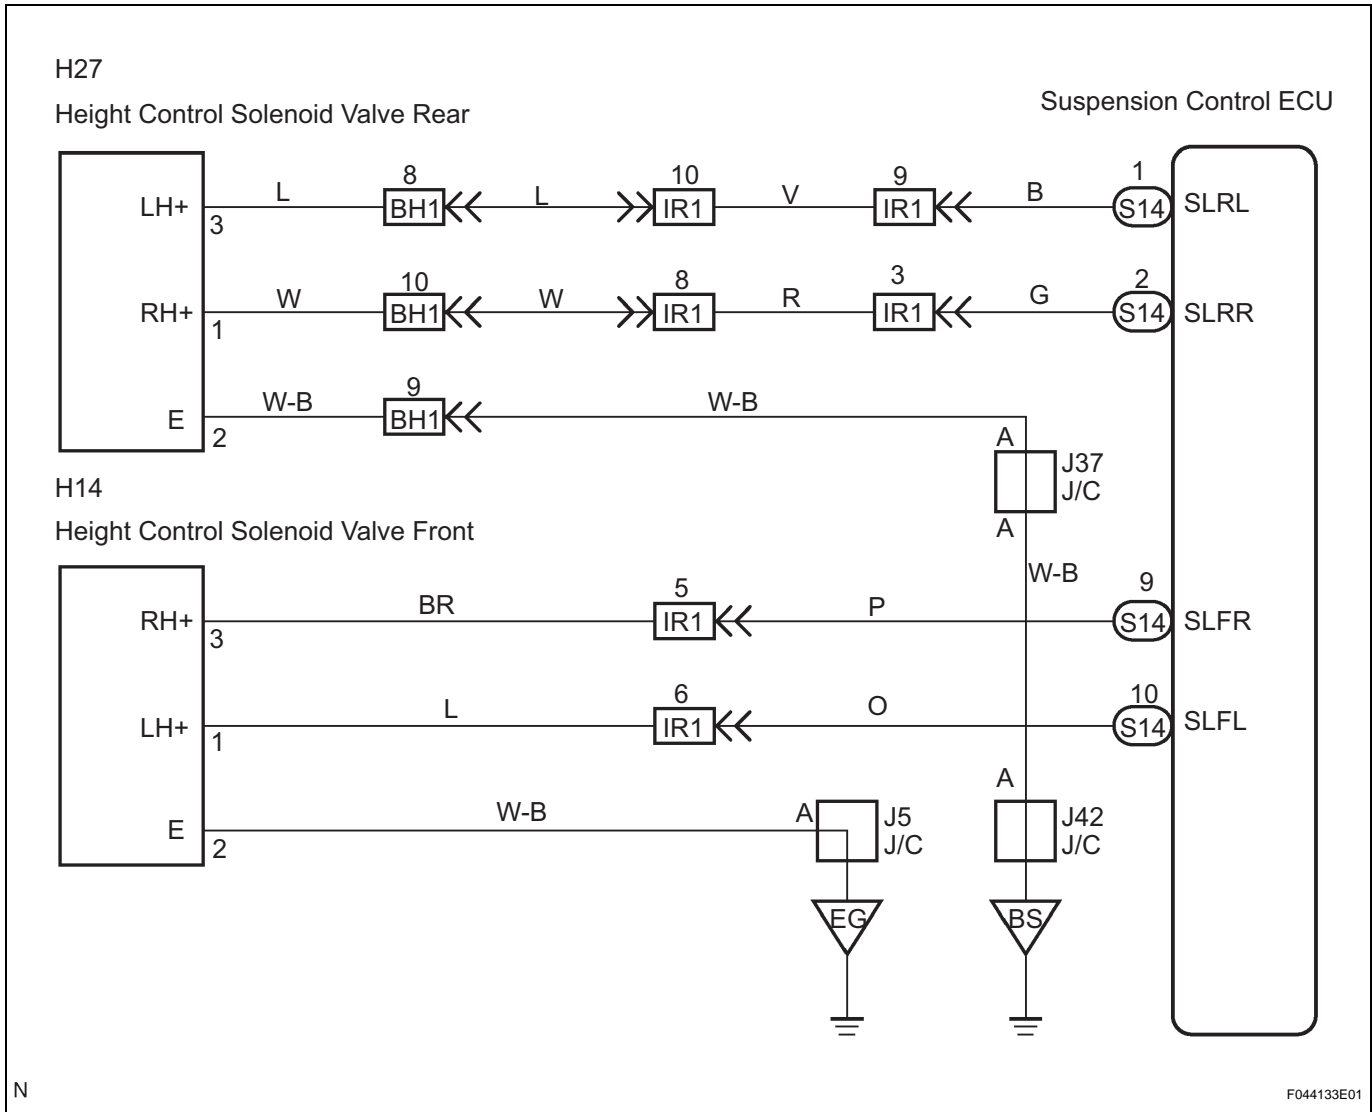 H27
Height Control Solenoid Valve Rear
Suspension Control ECU
LH+ 3 L 8 BH1 L 10 IR1 V 9 IR1 B 1 S14 SLRL
RH+ 1 W 10 BH1 W 8 IR1 R 3 IR1 G 2 S14 SLRR
E 2 W-B 9 BH1 W-B
A
J37
J/C
A
W-B
H14
Height Control Solenoid Valve Front
RH+ 3 BR 5 IR1 P 9 S14 SLFR
LH+ 1 L 6 IR1 O 10 S14 SLFL
E 2 W-B A J5
J/C
A
J42
J/C
EG
BS
N
F044133E01